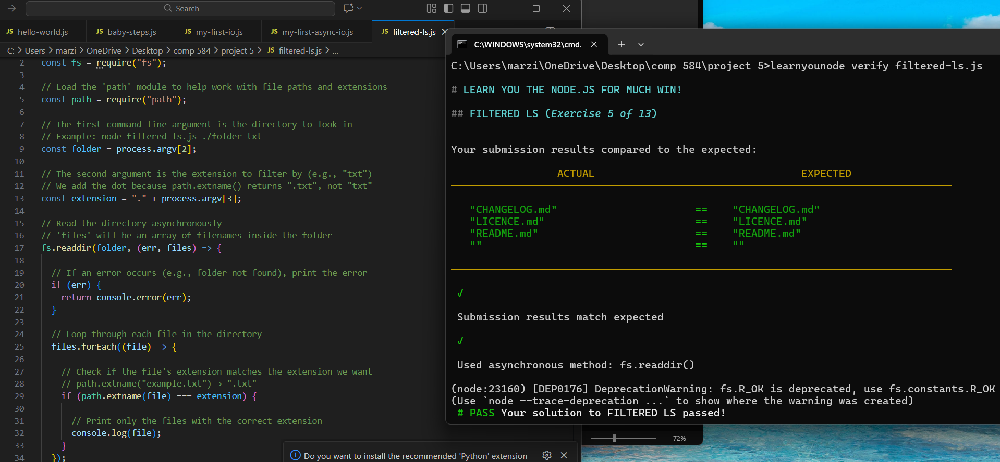 Search
JS hello-world.js
JS baby-steps.js
JS my-first-io.js
JS my-first-async-io.js
JS filtered-ls.js
C: > Users > marzi > OneDrive > Desktop > comp 584 > project 5 > JS filtered-ls.js > ...
2 const fs = require("fs");
3
4 // Load the 'path' module to help work with file paths and extensions
5 const path = require("path");
6
7 // The first command-line argument is the directory to look in
8 // Example: node filtered-ls.js ./folder txt
9 const folder = process.argv[2];
10
11 // The second argument is the extension to filter by (e.g., "txt")
12 // We add the dot because path.extname() returns ".txt", not "txt"
13 const extension = "." + process.argv[3];
14
15 // Read the directory asynchronously
16 // 'files' will be an array of filenames inside the folder
17 fs.readdir(folder, (err, files) => {
18
19 // If an error occurs (e.g., folder not found), print the error
20 if (err) {
21 return console.error(err);
22 }
23
24 // Loop through each file in the directory
25 files.forEach((file) => {
26
27 // Check if the file's extension matches the extension we want
28 // path.extname("example.txt") → ".txt"
29 if (path.extname(file) === extension) {
30
31 // Print only the files with the correct extension
32 console.log(file);
33 }
34 });
Do you want to install the recommended 'Python' extension
C:\WINDOWS\system32\cmd.
C:\Users\marzi\OneDrive\Desktop\comp 584\project 5>learnyounode verify filtered-ls.js
# LEARN YOU THE NODE.JS FOR MUCH WIN!
## FILTERED LS (Exercise 5 of 13)
Your submission results compared to the expected:
ACTUAL EXPECTED
"CHANGELOG.md" == "CHANGELOG.md"
"LICENCE.md" == "LICENCE.md"
"README.md" == "README.md"
"" == ""
√
Submission results match expected
√
Used asynchronous method: fs.readdir()
(node:23160) [DEP0176] DeprecationWarning: fs.R_OK is deprecated, use fs.constants.R_OK
(Use `node --trace-deprecation ...` to show where the warning was created)
# PASS Your solution to FILTERED LS passed!
72%